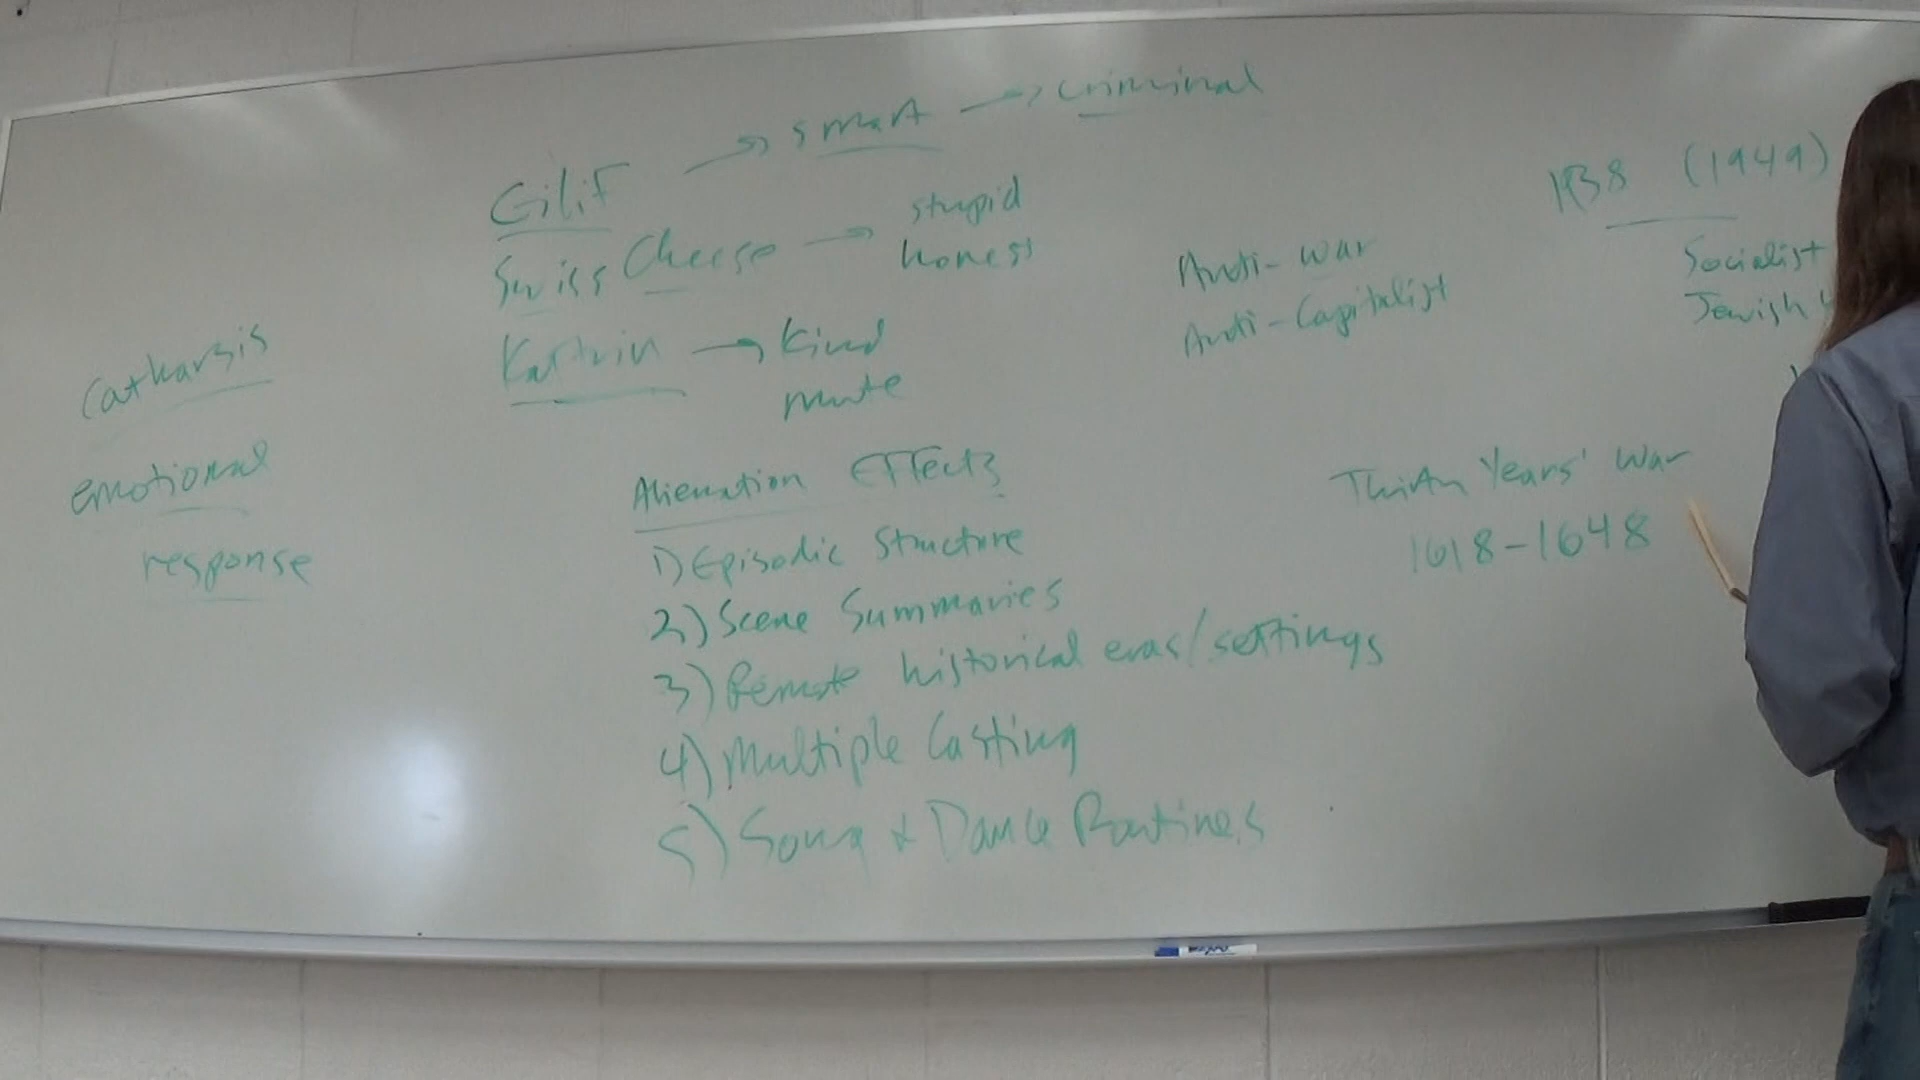 Gilif → smart → criminal
Swiss Cheese → stupid
honest
Kattrin → kind
mute
Catharsis
emotional
response
Anti-war
Anti-Capitalist
(1949)
Socialist
Jewish
Alienation Effects
1) Episodic Structure
2) Scene Summaries
3) Remote historical eras/settings
4) Multiple Casting
5) Song + Dance Routines
Thirty Years' War
1618-1648